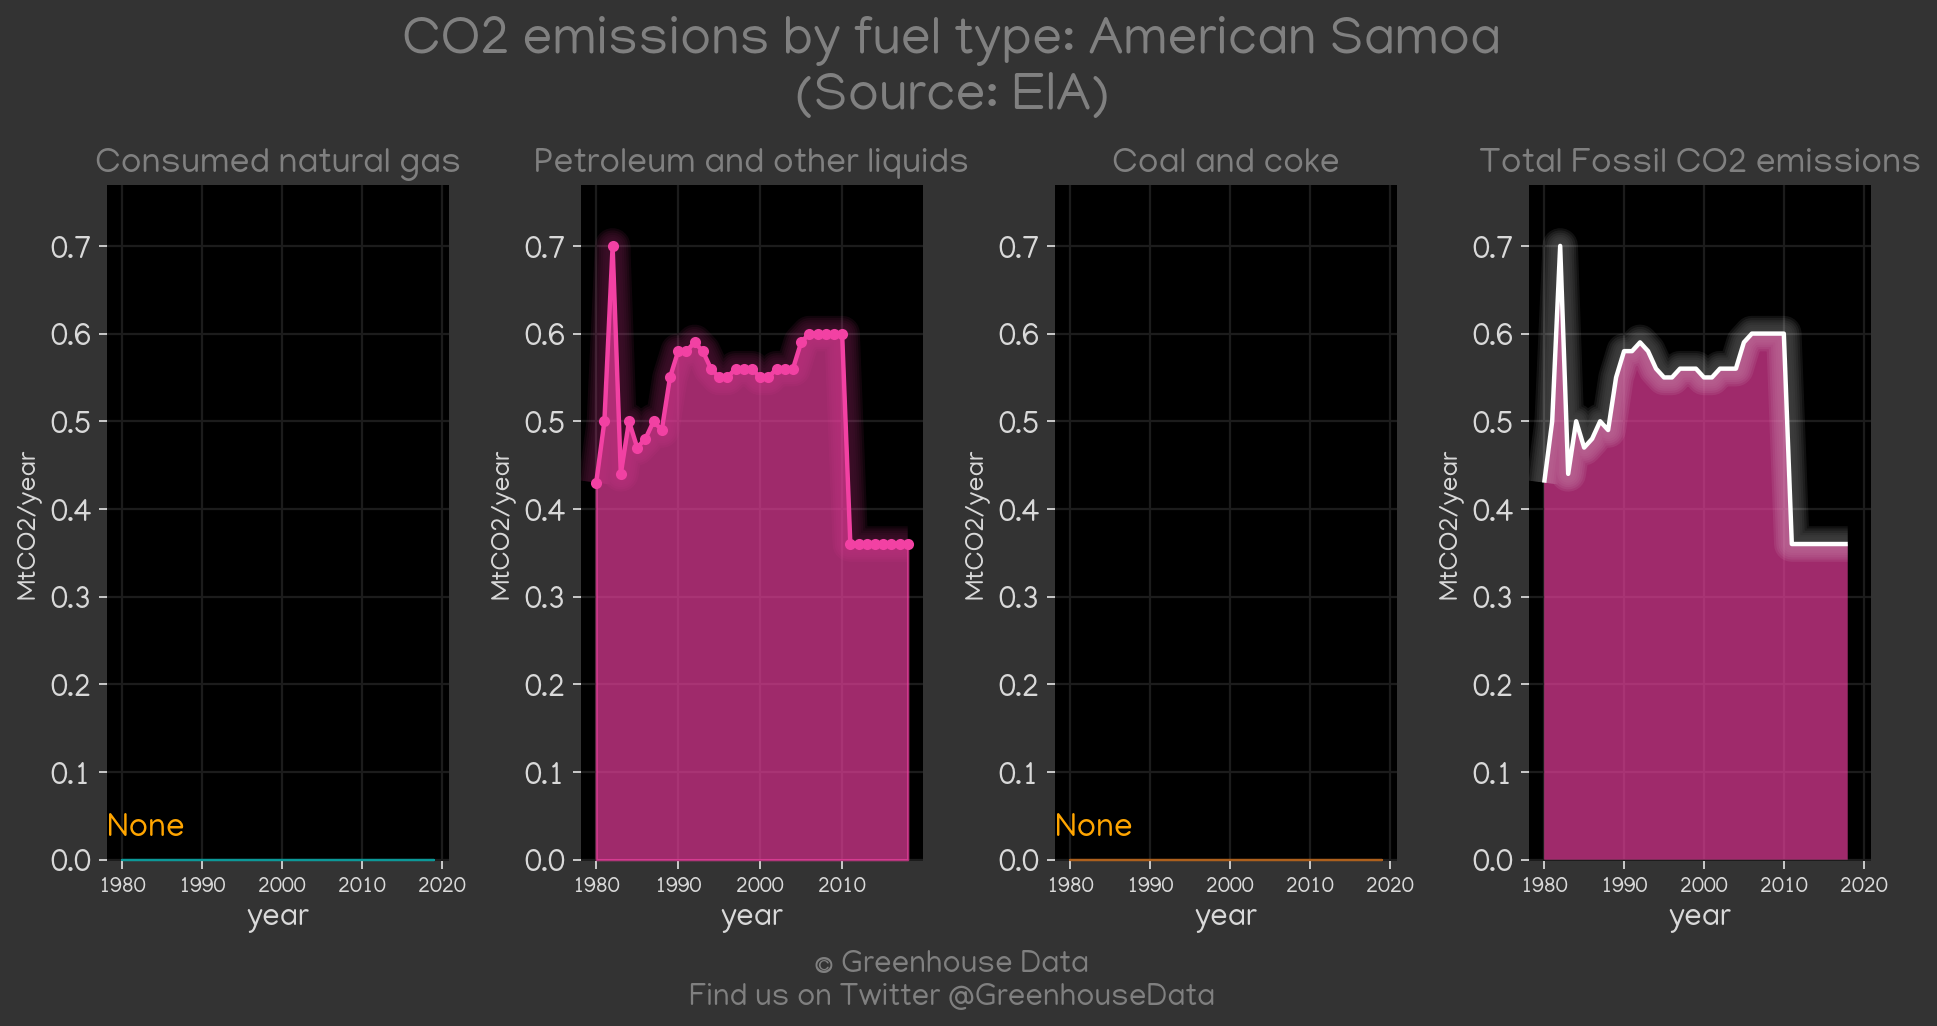 CO2 emissions by fuel type: American Samoa
(Source: EIA)
Consumed natural gas
Petroleum and other liquids
Coal and coke
Total Fossil CO2 emissions
MtCO2/year
0.7
0.6
0.5
0.4
0.3
0.2
0.1
0.0
None
1980 1990 2000 2010 2020
year
MtCO2/year
0.7
0.6
0.5
0.4
0.3
0.2
0.1
0.0
1980 1990 2000 2010
year
MtCO2/year
0.7
0.6
0.5
0.4
0.3
0.2
0.1
0.0
None
1980 1990 2000 2010 2020
year
MtCO2/year
0.7
0.6
0.5
0.4
0.3
0.2
0.1
0.0
1980 1990 2000 2010 2020
year
© Greenhouse Data
Find us on Twitter @GreenhouseData